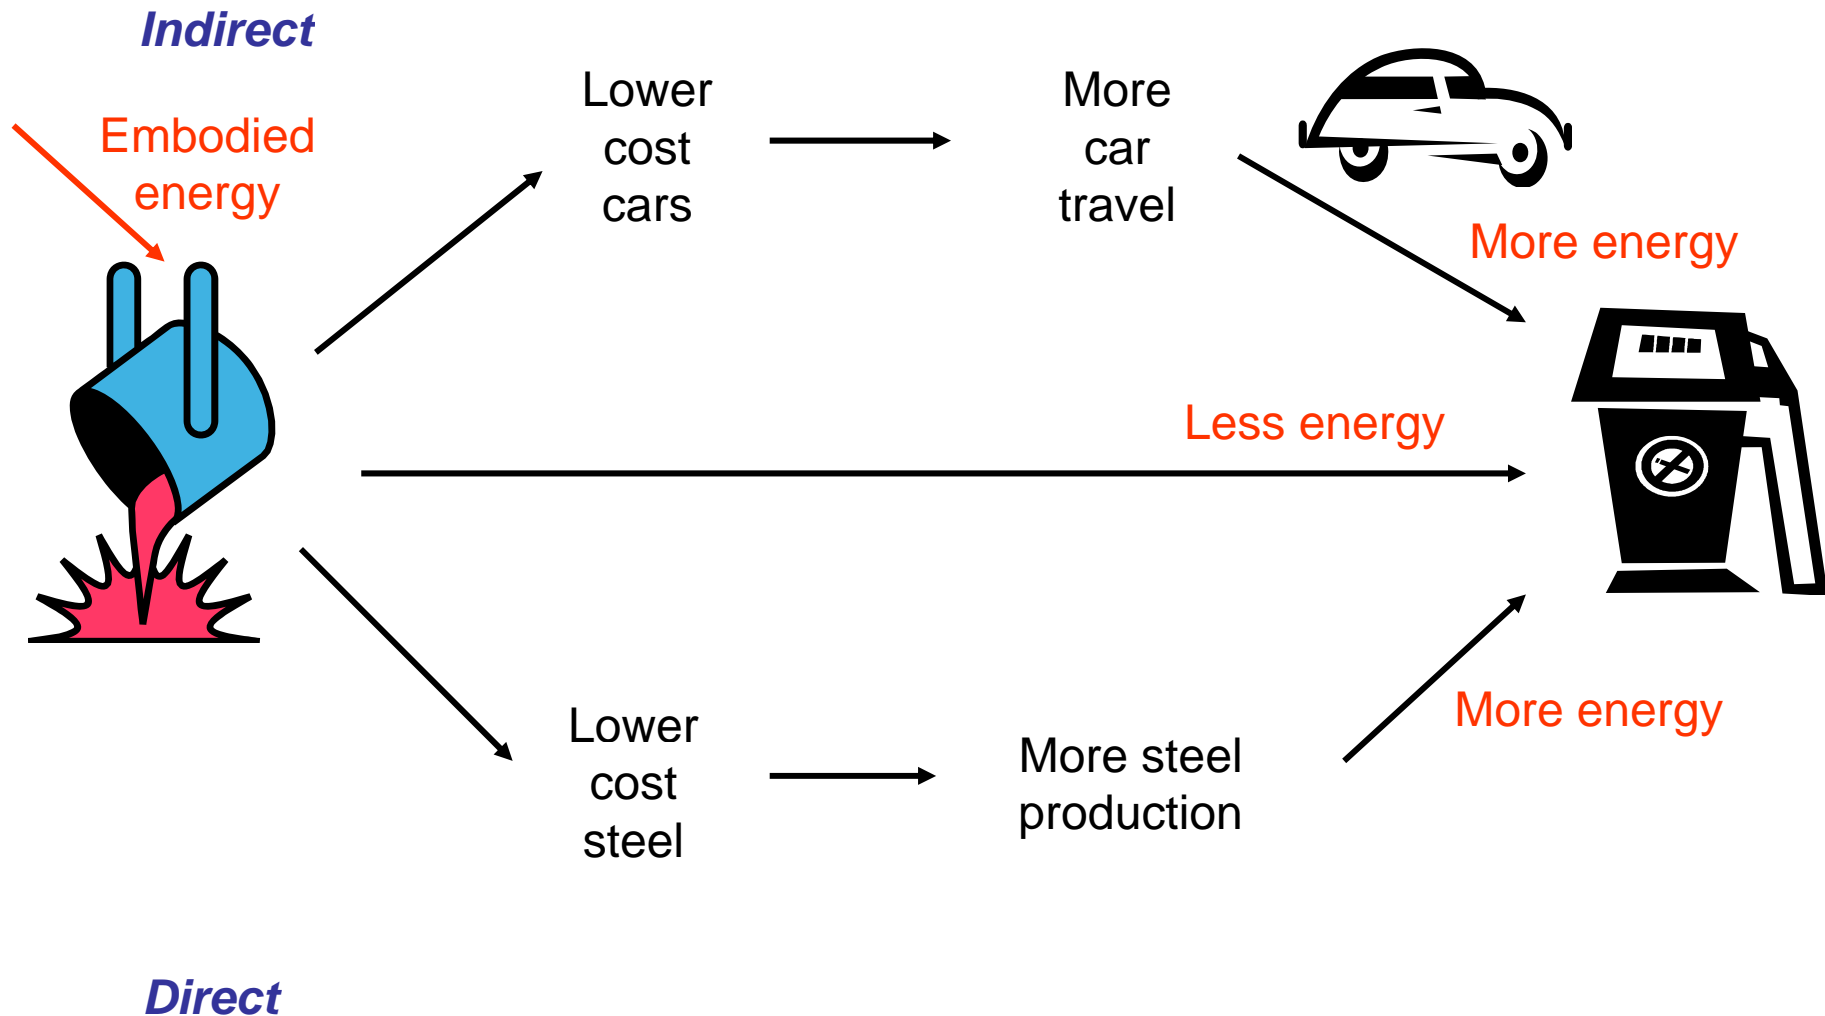 Indirect
Embodied
energy
Lower
cost
cars
More
car
travel
More energy
Less energy
More energy
Lower
cost
steel
More steel
production
Direct